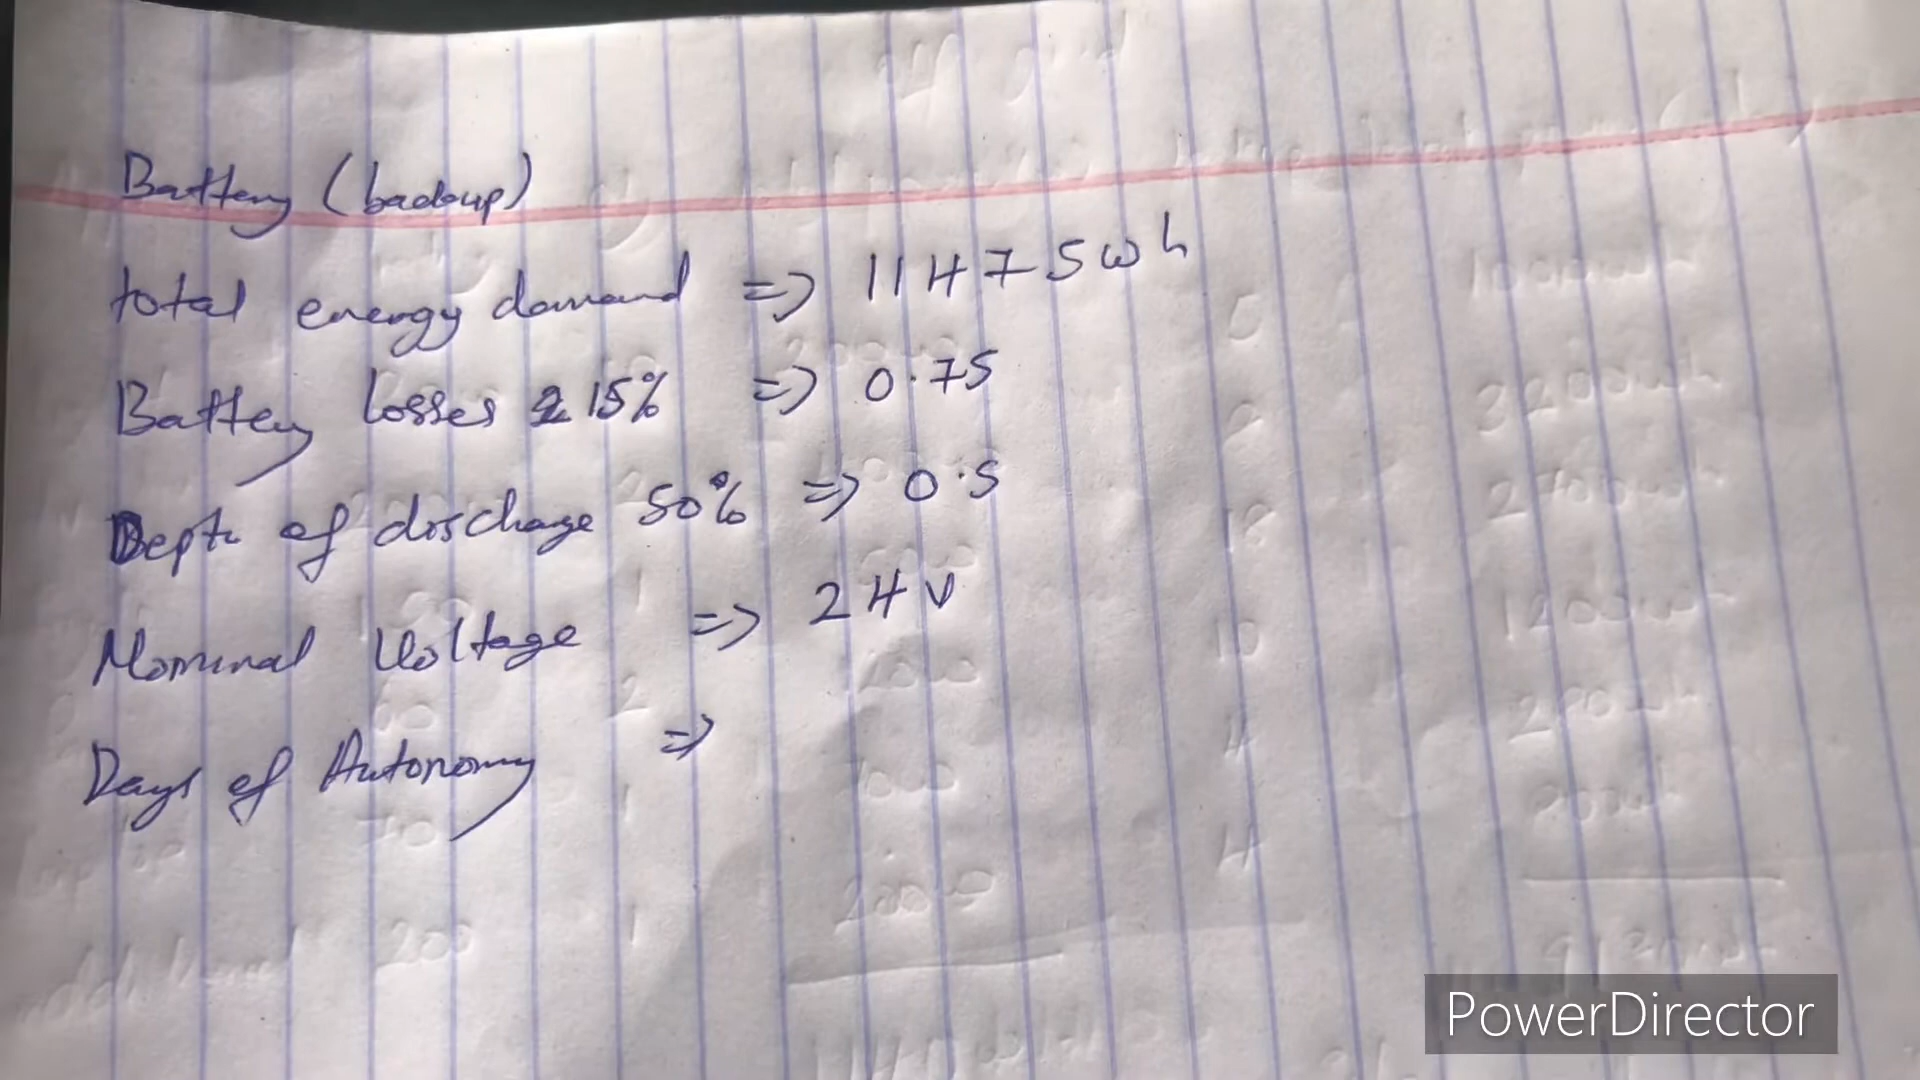 Battery (backup)
total energy demand => 11475wh
Battery losses 15% => 0.75
Depth of discharge 50% => 0.5
Nominal Voltage => 24V
Days of Autonomy =>
PowerDirector